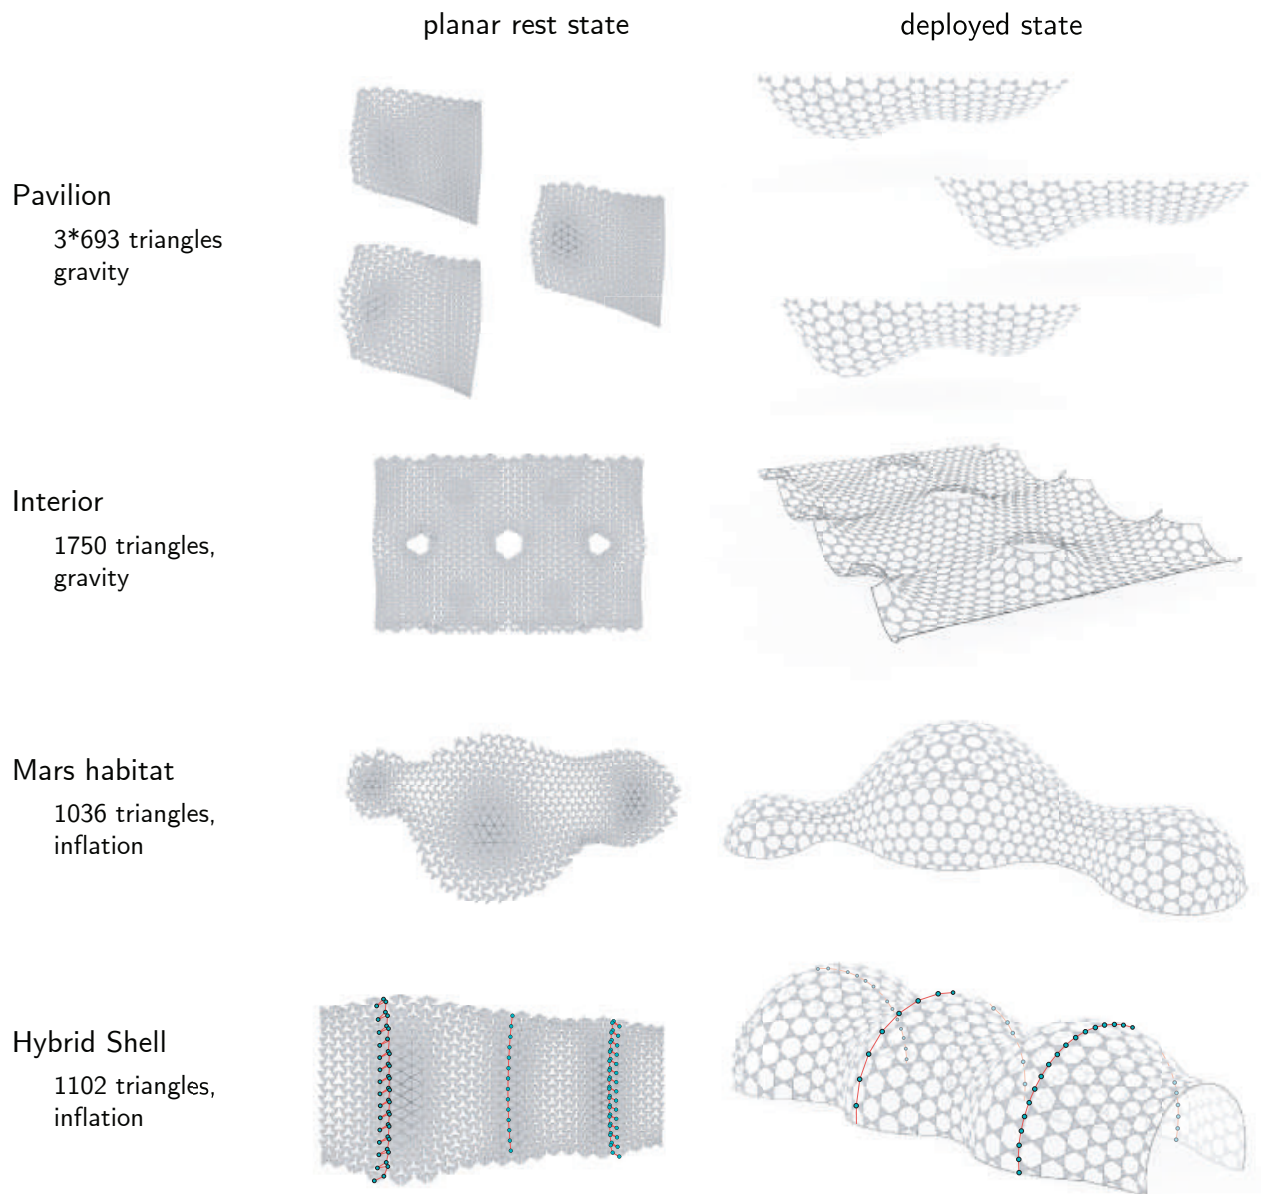 planar rest state
deployed state
Pavilion
3*693 triangles
gravity
Interior
1750 triangles,
gravity
Mars habitat
1036 triangles,
inflation
Hybrid Shell
1102 triangles,
inflation